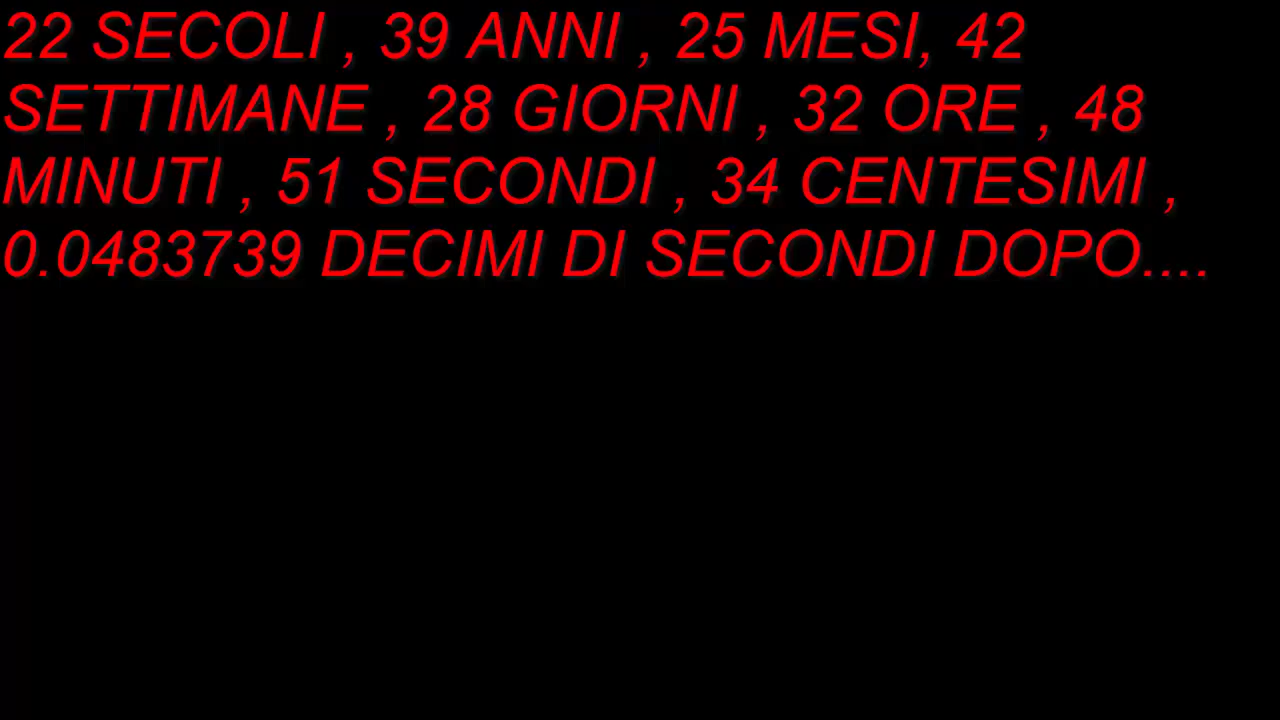 22 SECOLI , 39 ANNI , 25 MESI, 42
SETTIMANE , 28 GIORNI , 32 ORE , 48
MINUTI , 51 SECONDI , 34 CENTESIMI ,
0.0483739 DECIMI DI SECONDI DOPO....